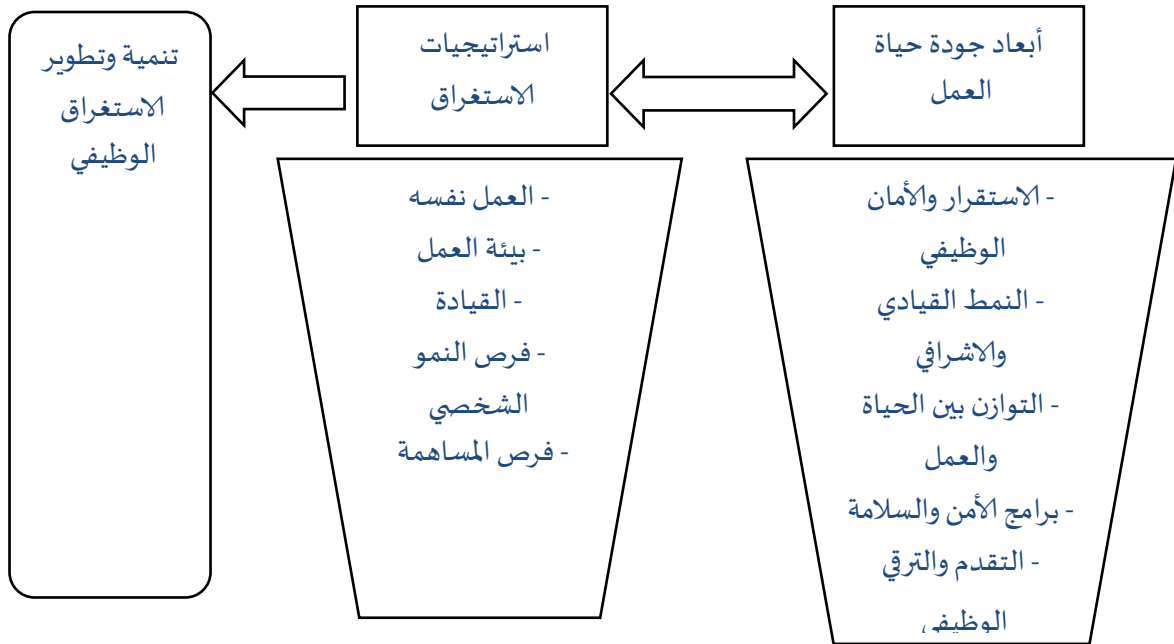 أبعاد جودة حياة
العمل
- الاستقرار والأمان
الوظيفي
- النمط القيادي
والاشرافي
- التوازن بين الحياة
والعمل
- برامج الأمن والسلامة
- التقدم والترقي
الوظيفي
استراتيجيات
الاستغراق
- العمل نفسه
- بيئة العمل
- القيادة
- فرص النمو
الشخصي
- فرص المساهمة
تنمية وتطوير
الاستغراق
الوظيفي